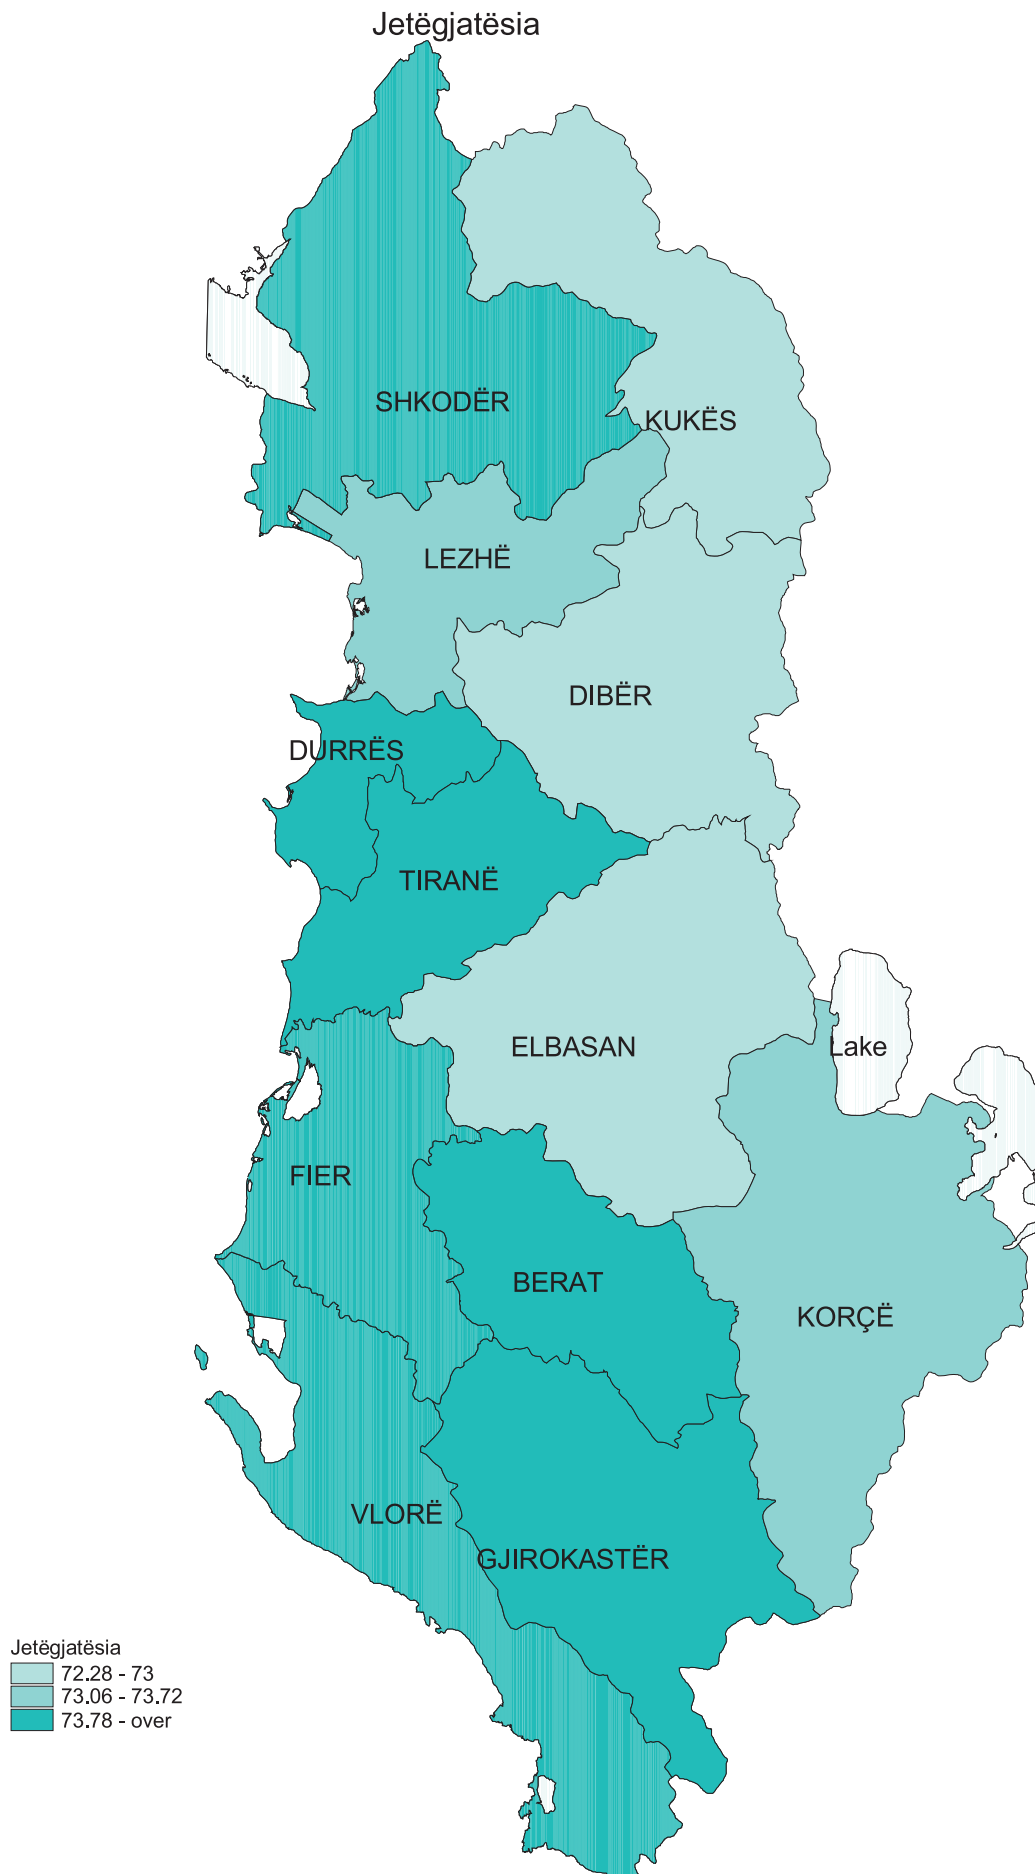 Jetëgjatësia
SHKODËR
KUKËS
LEZHË
DIBËR
DURRËS
TIRANË
ELBASAN
Lake
FIER
BERAT
KORÇË
VLORË
GJIROKASTËR
Jetëgjatësia
72.28 - 73
73.06 - 73.72
73.78 - over